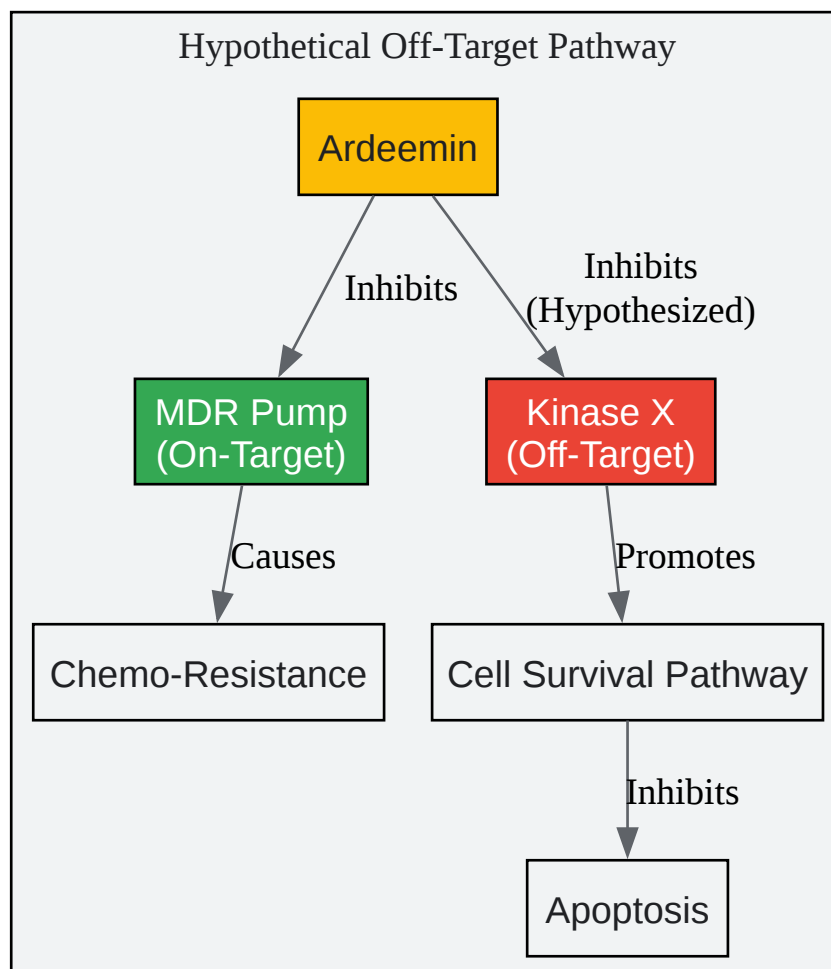 Hypothetical Off-Target Pathway
Ardeemin
Inhibits
Inhibits
(Hypothesized)
MDR Pump
(On-Target)
Kinase X
(Off-Target)
Causes
Promotes
Chemo-Resistance
Cell Survival Pathway
Inhibits
Apoptosis